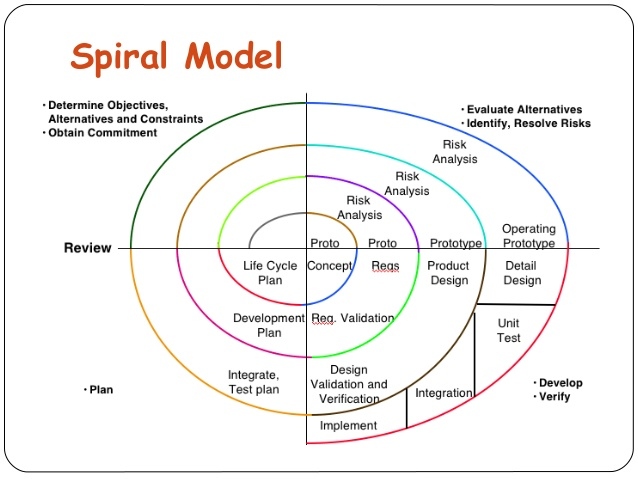 Spiral Model
• Determine Objectives,
Alternatives and Constraints
• Obtain Commitment
• Evaluate Alternatives
• Identify, Resolve Risks
Risk
Analysis
Risk
Analysis
Risk
Analysis
Operating
Prototype
Prototype
Proto
Proto
Review
Life Cycle
Plan
Concept
Reqs
Product
Design
Detail
Design
Development
Plan
Req. Validation
Unit
Test
Integrate,
Test plan
Design
Validation and
Verification
Integration
Implement
• Plan
• Develop
• Verify